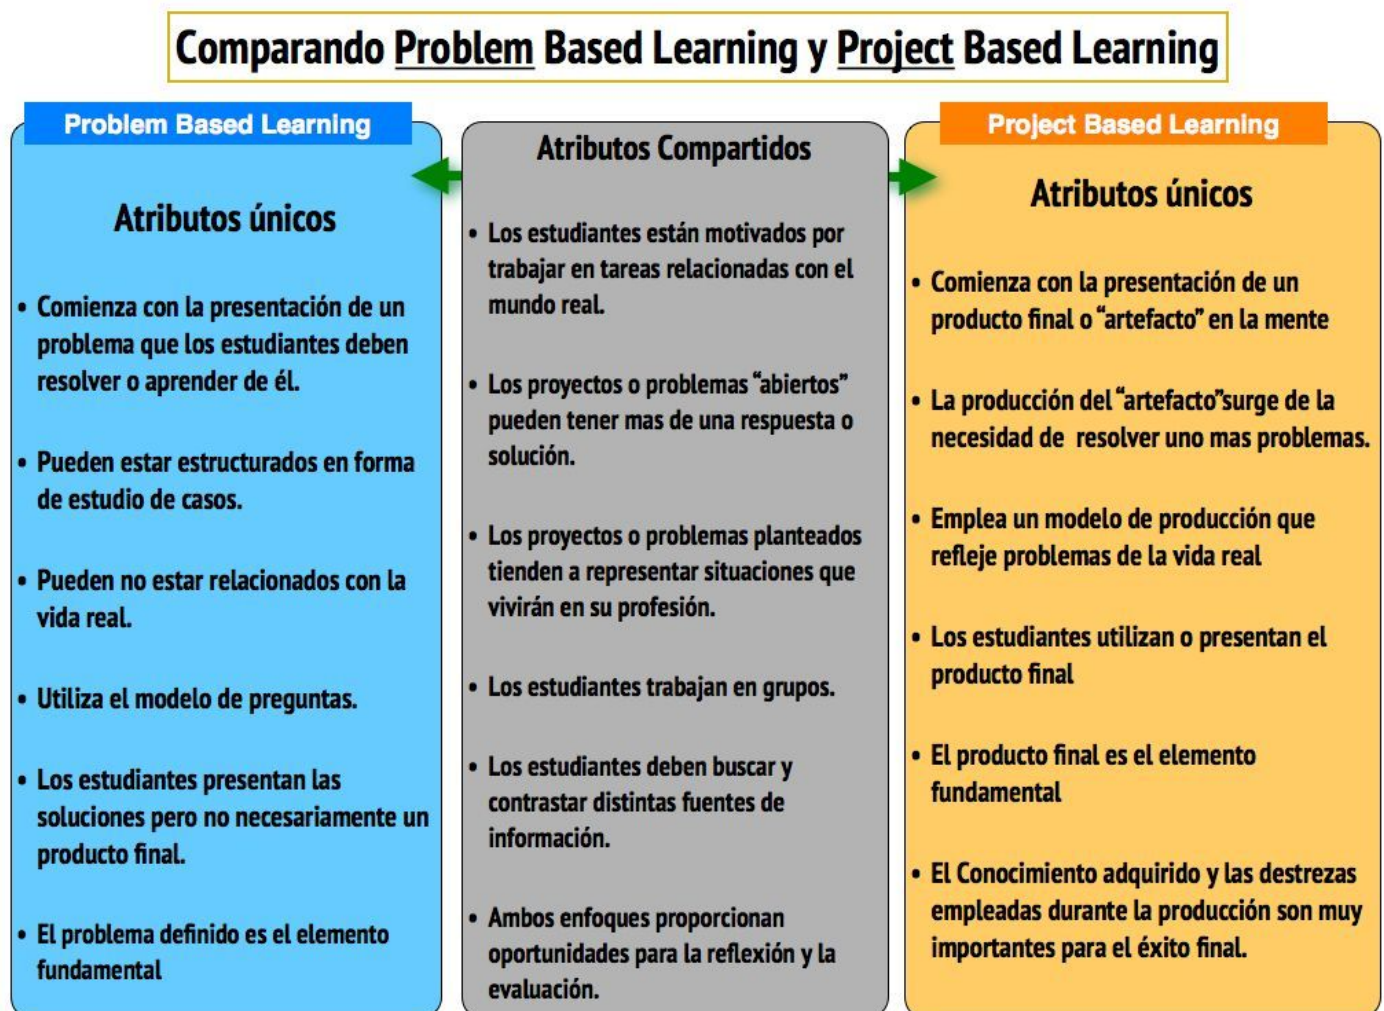 Comparando Problem Based Learning y Project Based Learning
Problem Based Learning
Atributos únicos
• Comienza con la presentación de un
problema que los estudiantes deben
resolver o aprender de él.
• Pueden estar estructurados en forma
de estudio de casos.
• Pueden no estar relacionados con la
vida real.
• Utiliza el modelo de preguntas.
• Los estudiantes presentan las
soluciones pero no necesariamente un
producto final.
• El problema definido es el elemento
fundamental
Atributos Compartidos
• Los estudiantes están motivados por
trabajar en tareas relacionadas con el
mundo real.
• Los proyectos o problemas “abiertos”
pueden tener mas de una respuesta o
solución.
• Los proyectos o problemas planteados
tienden a representar situaciones que
vivirán en su profesión.
• Los estudiantes trabajan en grupos.
• Los estudiantes deben buscar y
contrastar distintas fuentes de
información.
• Ambos enfoques proporcionan
oportunidades para la reflexión y la
evaluación.
Project Based Learning
Atributos únicos
• Comienza con la presentación de un
producto final o “artefacto” en la mente
• La producción del “artefacto”surge de la
necesidad de resolver uno mas problemas.
• Emplea un modelo de producción que
refleje problemas de la vida real
• Los estudiantes utilizan o presentan el
producto final
• El producto final es el elemento
fundamental
• El Conocimiento adquirido y las destrezas
empleadas durante la producción son muy
importantes para el éxito final.